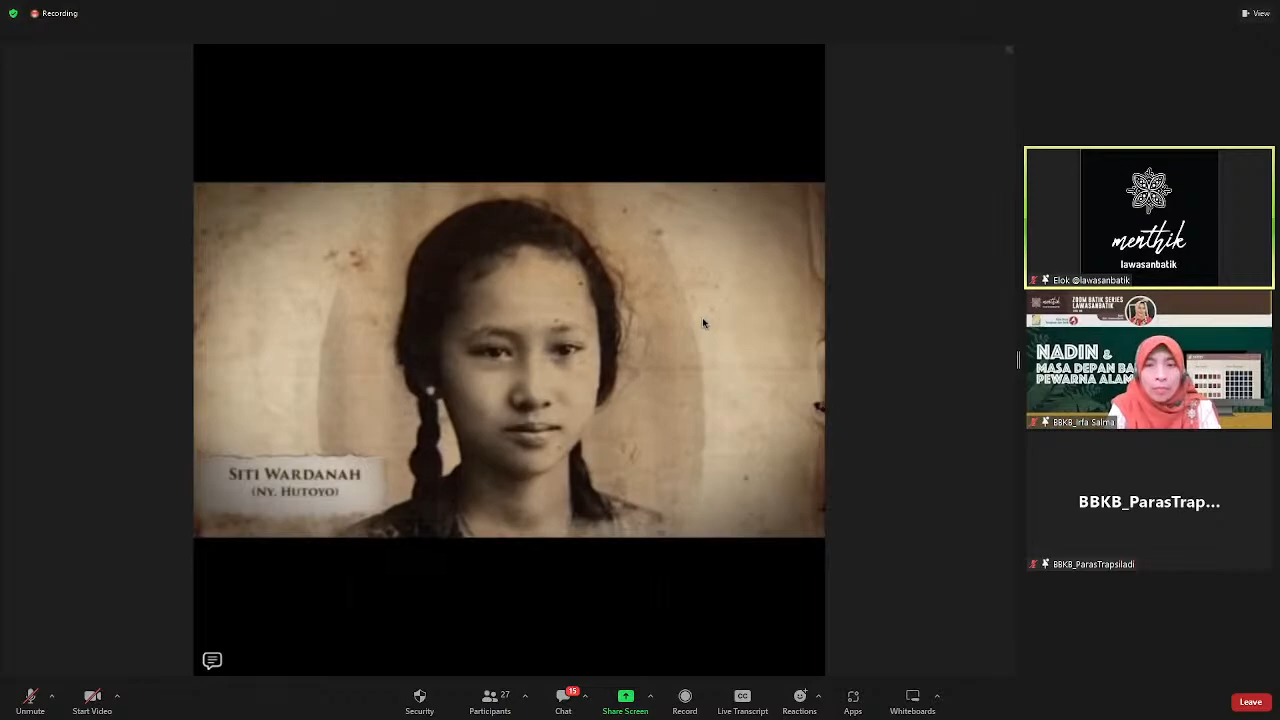 Recording
View
SITI WARDANAH
(NY. HUTOYO)
menthik
lawasanbatik
Elok @lawasanbatik
ZOOM BATIK SERIES
LAWASANBATIK
NADIN &
MASA DEPAN BA
PEWARNA ALAM
BBKB_Irfa Salma
BBKB_ParasTrap...
BBKB_ParasTrapsiladi
Unmute
Start Video
Security
27
Participants
15
Chat
Share Screen
Record
CC
Live Transcript
Reactions
Apps
Whiteboards
Leave